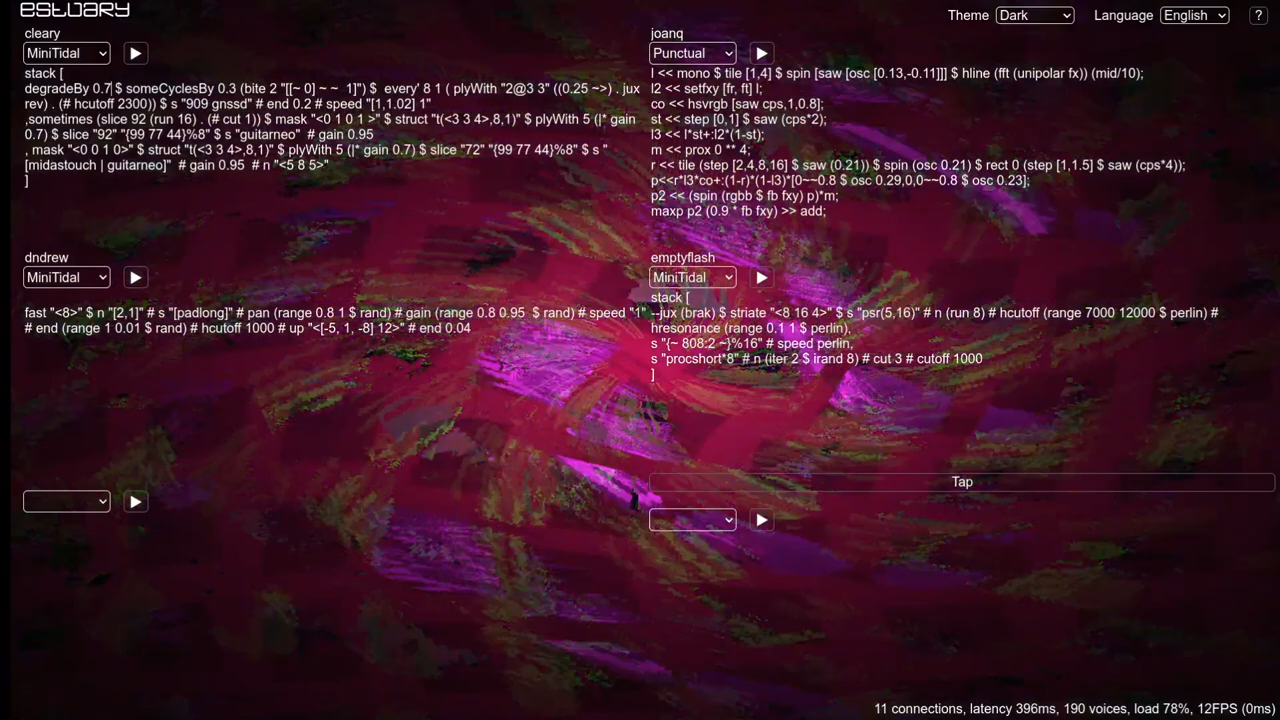 estuary
Theme Dark Language English ?
cleary
MiniTidal
stack [
degradeBy 0.7 $ someCyclesBy 0.3 (bite 2 "[[~ 0] ~ ~  1]") $  every' 8 1 ( plyWith "2@3 3" ((0.25 ~>) . jux
rev) . (# hcutoff 2300)) $ s "909 gnssd" # end 0.2 # speed "[1,1.02] 1"
,sometimes (slice 92 (run 16) . (# cut 1)) $ mask "<0 1 0 1 >" $ struct "t(<3 3 4>,8,1)" $ plyWith 5 (|* gain
0.7) $ slice "92" "{99 77 44}%8" $ s "guitarneo"  # gain 0.95
, mask "<0 0 1 0>" $ struct "t(<3 3 4>,8,1)" $ plyWith 5 (|* gain 0.7) $ slice "72" "{99 77 44}%8" $ s "
[midastouch | guitarneo]"  # gain 0.95  # n "<5 8 5>"
]
joanq
Punctual
l << mono $ tile [1,4] $ spin [saw [osc [0.13,-0.11]]] $ hline (fft (unipolar fx)) (mid/10);
l2 << setfxy [fr, ft] l;
co << hsvrgb [saw cps,1,0.8];
st << step [0,1] $ saw (cps*2);
l3 << l*st+:l2*(1-st);
m << prox 0 ** 4;
r << tile (step [2,4,8,16] $ saw (0.21)) $ spin (osc 0.21) $ rect 0 (step [1,1.5] $ saw (cps*4));
p<<r*l3*co+:(1-r)*(1-l3)*[0~~0.8 $ osc 0.29,0,0~~0.8 $ osc 0.23];
p2 << (spin (rgbb $ fb fxy) p)*m;
maxp p2 (0.9 * fb fxy) >> add;
dndrew
MiniTidal
fast "<8>" $ n "[2,1]" # s "[padlong]" # pan (range 0.8 1 $ rand) # gain (range 0.8 0.95  $ rand) # speed "1"
# end (range 1 0.01 $ rand) # hcutoff 1000 # up "<[-5, 1, -8] 12>" # end 0.04
emptyflash
MiniTidal
stack [
--jux (brak) $ striate "<8 16 4>" $ s "psr(5,16)" # n (run 8) # hcutoff (range 7000 12000 $ perlin) #
hresonance (range 0.1 1 $ perlin),
s "{~ 808:2 ~}%16" # speed perlin,
s "procshort*8" # n (iter 2 $ irand 8) # cut 3 # cutoff 1000
]
Tap
11 connections, latency 396ms, 190 voices, load 78%, 12FPS (0ms)